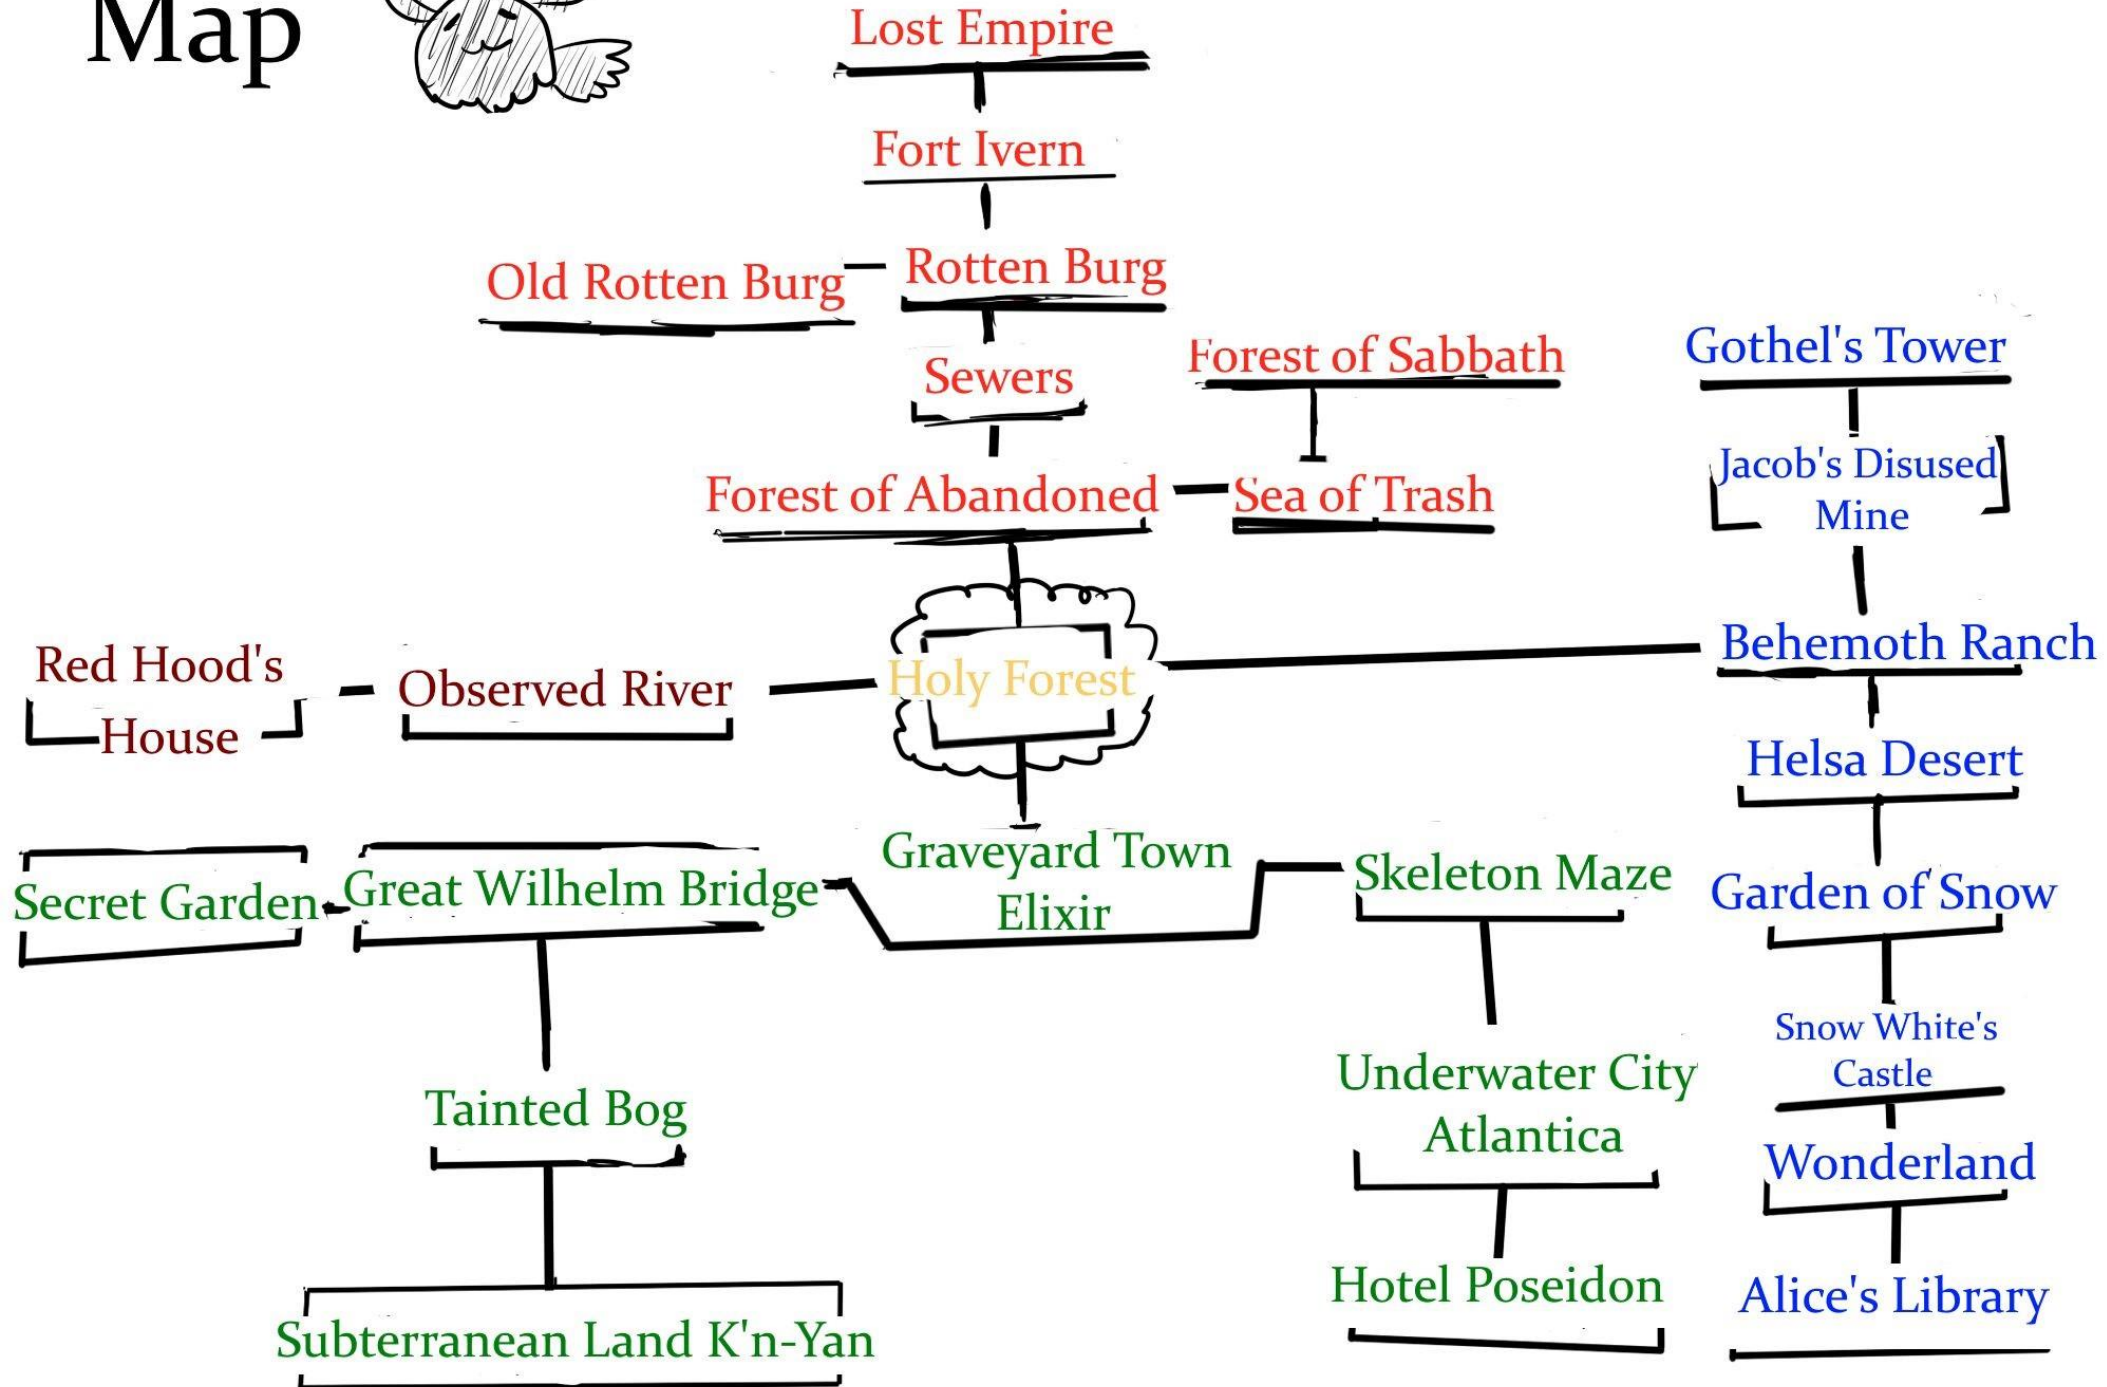 Map
Lost Empire
Fort Ivern
Old Rotten Burg
Rotten Burg
Sewers
Forest of Sabbath
Gothel's Tower
Forest of Abandoned
Sea of Trash
Jacob's Disused
Mine
Red Hood's
House
Observed River
Holy Forest
Behemoth Ranch
Helsa Desert
Secret Garden
Great Wilhelm Bridge
Graveyard Town
Elixir
Skeleton Maze
Garden of Snow
Snow White's
Castle
Tainted Bog
Underwater City
Atlantica
Wonderland
Hotel Poseidon
Alice's Library
Subterranean Land K'n-Yan